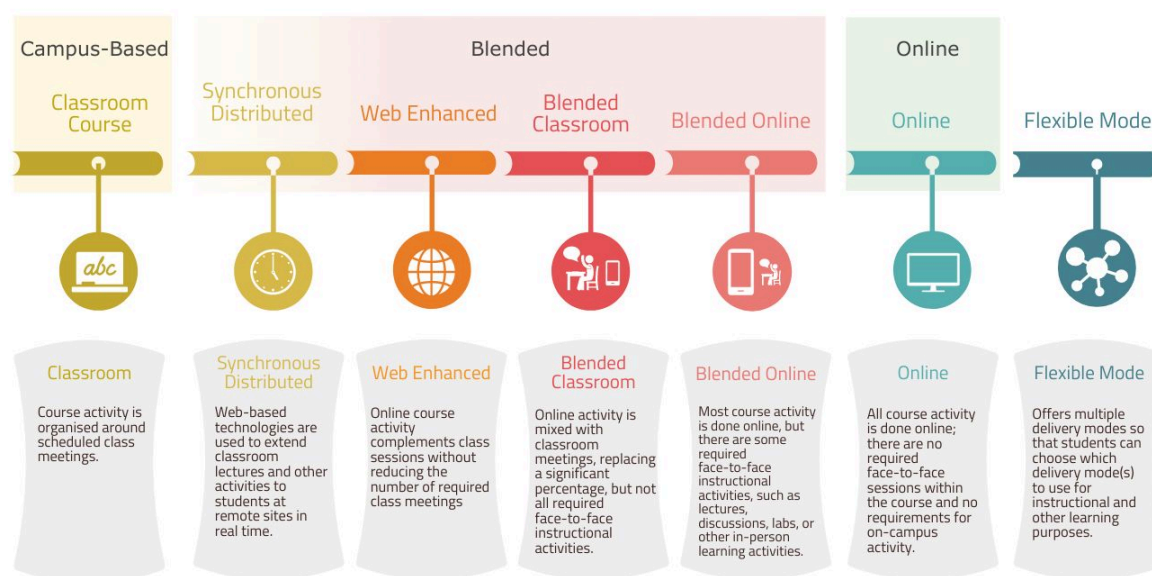 Campus-Based
Blended
Online
Classroom
Course
Synchronous
Distributed
Web Enhanced
Blended
Classroom
Blended Online
Online
Flexible Mode
abc
Classroom
Course activity is
organised around
scheduled class
meetings.
Synchronous
Distributed
Web-based
technologies are
used to extend
classroom
lectures and other
activities to
students at
remote sites in
real time.
Web Enhanced
Online course
activity
complements class
sessions without
reducing the
number of required
class meetings
Blended
Classroom
Online activity is
mixed with
classroom
meetings, replacing
a significant
percentage, but not
all required
face-to-face
instructional
activities.
Blended Online
Most course activity
is done online, but
there are some
required
face-to-face
instructional
activities, such as
lectures,
discussions, labs, or
other in-person
learning activities.
Online
All course activity
is done online;
there are no
required
face-to-face
sessions within
the course and no
requirements for
on-campus
activity.
Flexible Mode
Offers multiple
delivery modes so
that students can
choose which
delivery mode(s)
to use for
instructional and
other learning
purposes.